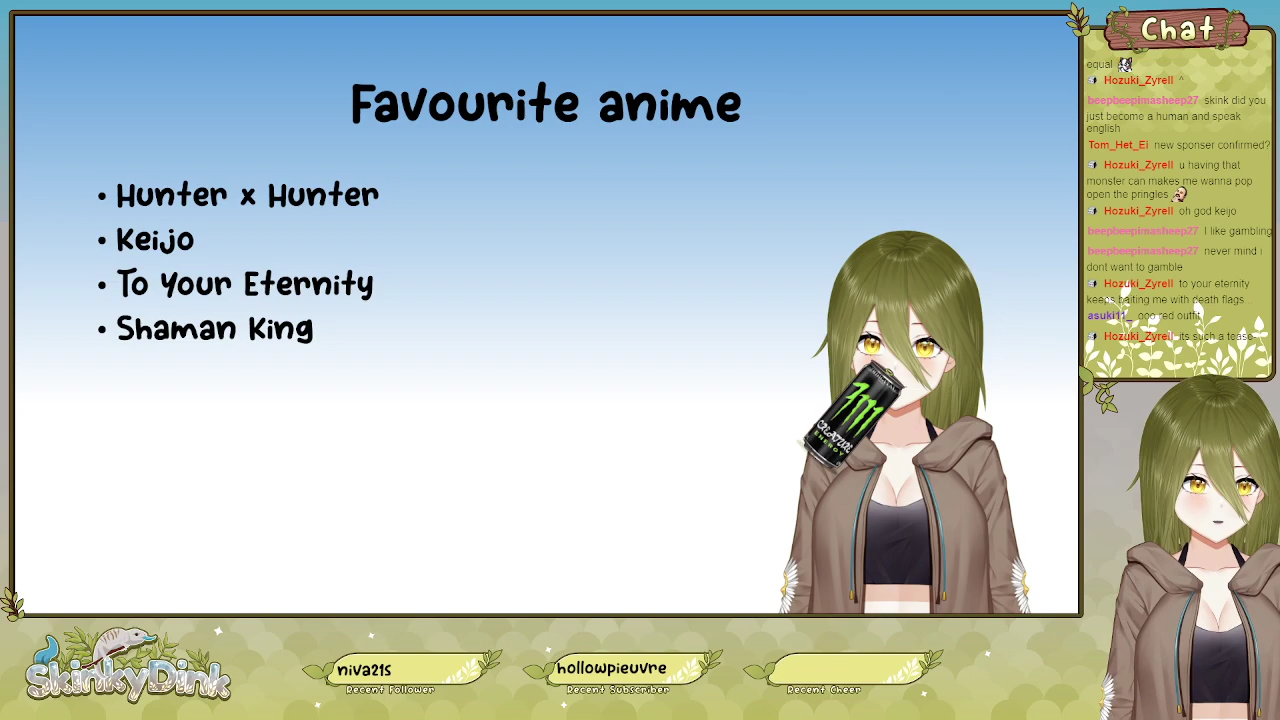 Favourite anime
• Hunter x Hunter
• Keijo
• To Your Eternity
• Shaman King
CREATURE
ENERGY
Chat
equal
Hozuki_Zyrell ^
beepbeepimasheep27 skink did you
just become a human and speak
english
Tom_Het_Ei new sponser confirmed?
Hozuki_Zyrell u having that
monster can makes me wanna pop
open the pringles
Hozuki_Zyrell oh god keijo
beepbeepimasheep27 I like gambling
beepbeepimasheep27 never mind i
dont want to gamble
Hozuki_Zyrell to your eternity
keeps baiting me with death flags...
asuki11_ ooo red outfit
Hozuki_Zyrell its such a tease-
SkinkyDink
niva21s
Recent Follower
hollowpieuvre
Recent Subscriber
Recent Cheer